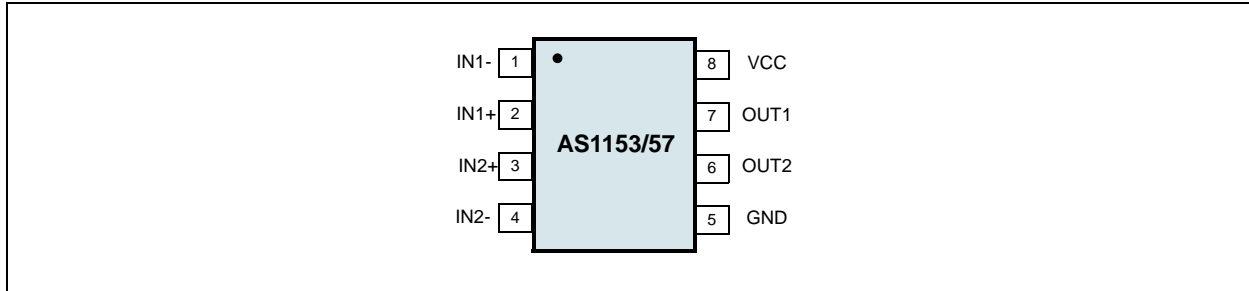 IN1- 1 8 VCC
IN1+ 2 7 OUT1
AS1153/57
IN2+ 3 6 OUT2
IN2- 4 5 GND